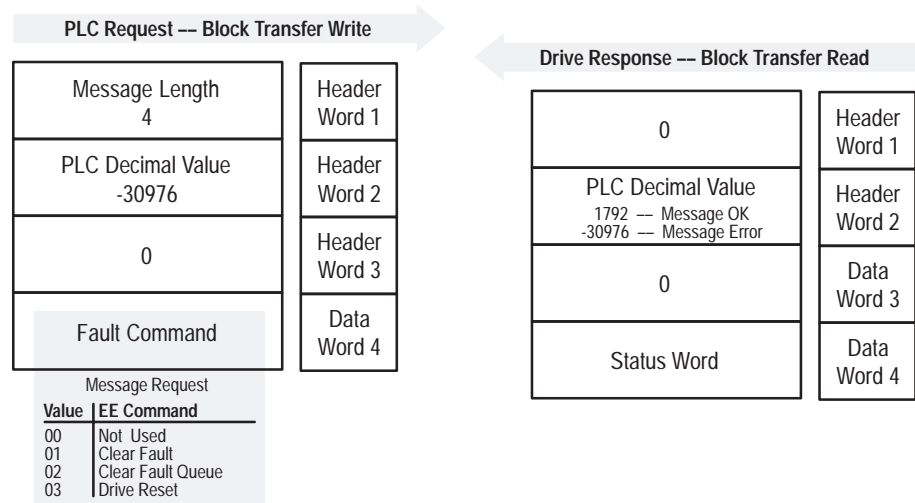 PLC Request –– Block Transfer Write
Message Length
4
Header
Word 1
PLC Decimal Value
-30976
Header
Word 2
0
Header
Word 3
Fault Command
Data
Word 4
Message Request
Value EE Command
00 Not Used
01 Clear Fault
02 Clear Fault Queue
03 Drive Reset
Drive Response –– Block Transfer Read
0
Header
Word 1
PLC Decimal Value
1792 –– Message OK
-30976 –– Message Error
Header
Word 2
0
Data
Word 3
Status Word
Data
Word 4